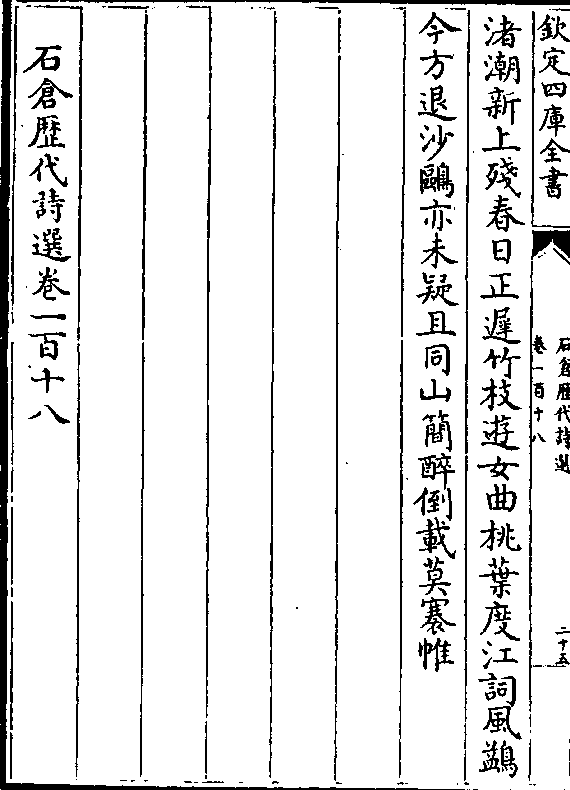 欽定四庫全書
石倉歷代詩選
卷一百十八
二十五
渚潮新上殘春日正遲竹枝遊女曲桃葉度江詞風鷁
今方退沙鷗亦未疑且同山簡醉倒載莫褰帷
石倉歷代詩選卷一百十八